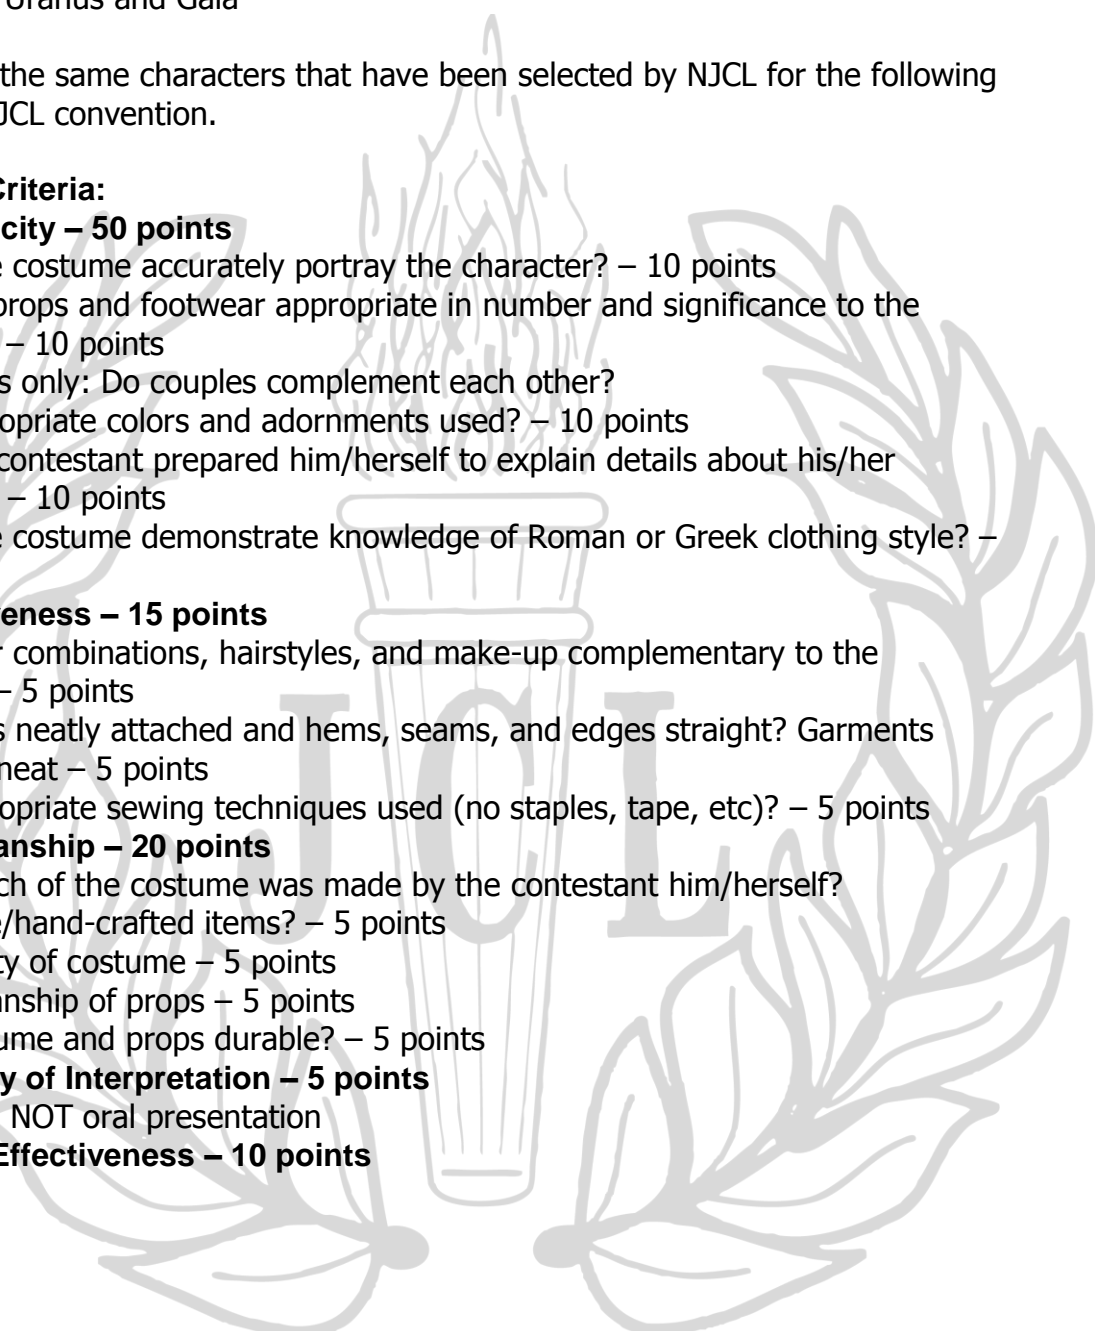 Uranus and Gaia
the same characters that have been selected by NJCL for the following
JCL convention.
Criteria:
city – 50 points
e costume accurately portray the character? – 10 points
props and footwear appropriate in number and significance to the
– 10 points
s only: Do couples complement each other?
opriate colors and adornments used? – 10 points
contestant prepared him/herself to explain details about his/her
– 10 points
e costume demonstrate knowledge of Roman or Greek clothing style? –
veness – 15 points
r combinations, hairstyles, and make-up complementary to the
– 5 points
s neatly attached and hems, seams, and edges straight? Garments
neat – 5 points
opriate sewing techniques used (no staples, tape, etc)? – 5 points
anship – 20 points
ch of the costume was made by the contestant him/herself?
e/hand-crafted items? – 5 points
ty of costume – 5 points
anship of props – 5 points
ume and props durable? – 5 points
y of Interpretation – 5 points
NOT oral presentation
Effectiveness – 10 points
JCL